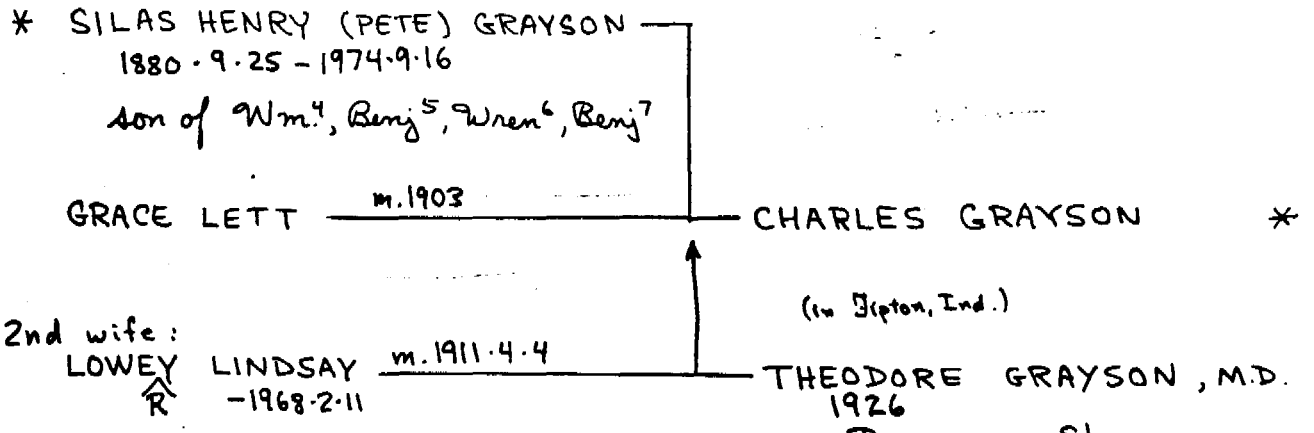 * SILAS HENRY (PETE) GRAYSON
1880·9·25 – 1974·9·16
son of Wm.⁴, Benj⁵, Wren⁶, Benj⁷
GRACE LETT m.1903 CHARLES GRAYSON *
(in Tipton, Ind.)
2nd wife:
LOWEY LINDSAY m.1911·4·4 THEODORE GRAYSON, M.D.
R -1968·2·11 1926